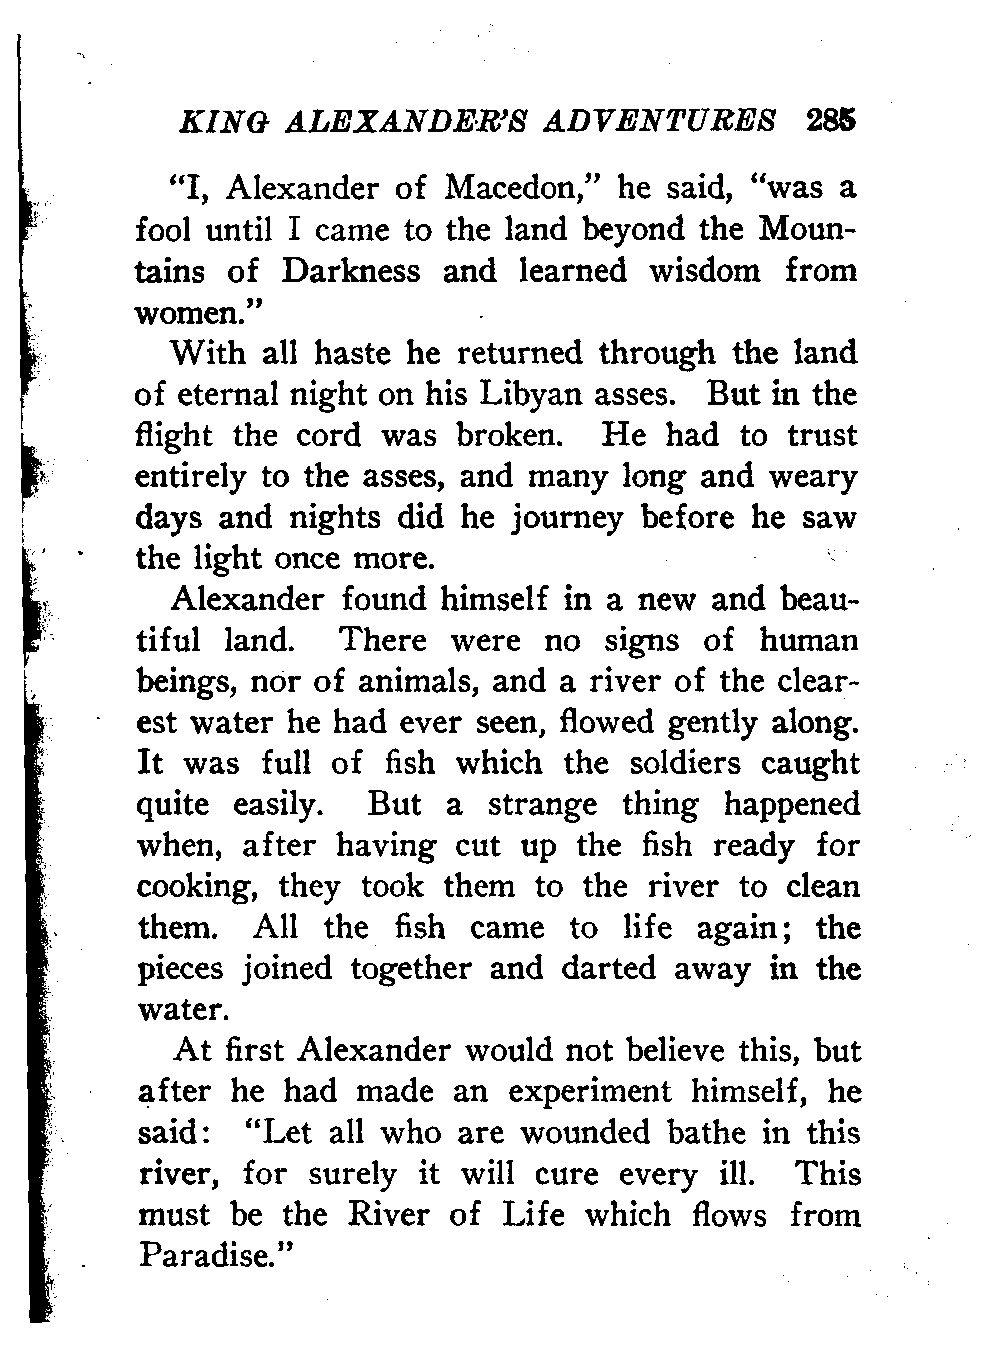 KING ALEXANDER'S ADVENTURES 285
"I, Alexander of Macedon," he said, "was a
fool until I came to the land beyond the Moun-
tains of Darkness and learned wisdom from
women."
With all haste he returned through the land
of eternal night on his Libyan asses. But in the
flight the cord was broken. He had to trust
entirely to the asses, and many long and weary
days and nights did he journey before he saw
the light once more.
Alexander found himself in a new and beau-
tiful land. There were no signs of human
beings, nor of animals, and a river of the clear-
est water he had ever seen, flowed gently along.
It was full of fish which the soldiers caught
quite easily. But a strange thing happened
when, after having cut up the fish ready for
cooking, they took them to the river to clean
them. All the fish came to life again; the
pieces joined together and darted away in the
water.
At first Alexander would not believe this, but
after he had made an experiment himself, he
said: "Let all who are wounded bathe in this
river, for surely it will cure every ill. This
must be the River of Life which flows from
Paradise."